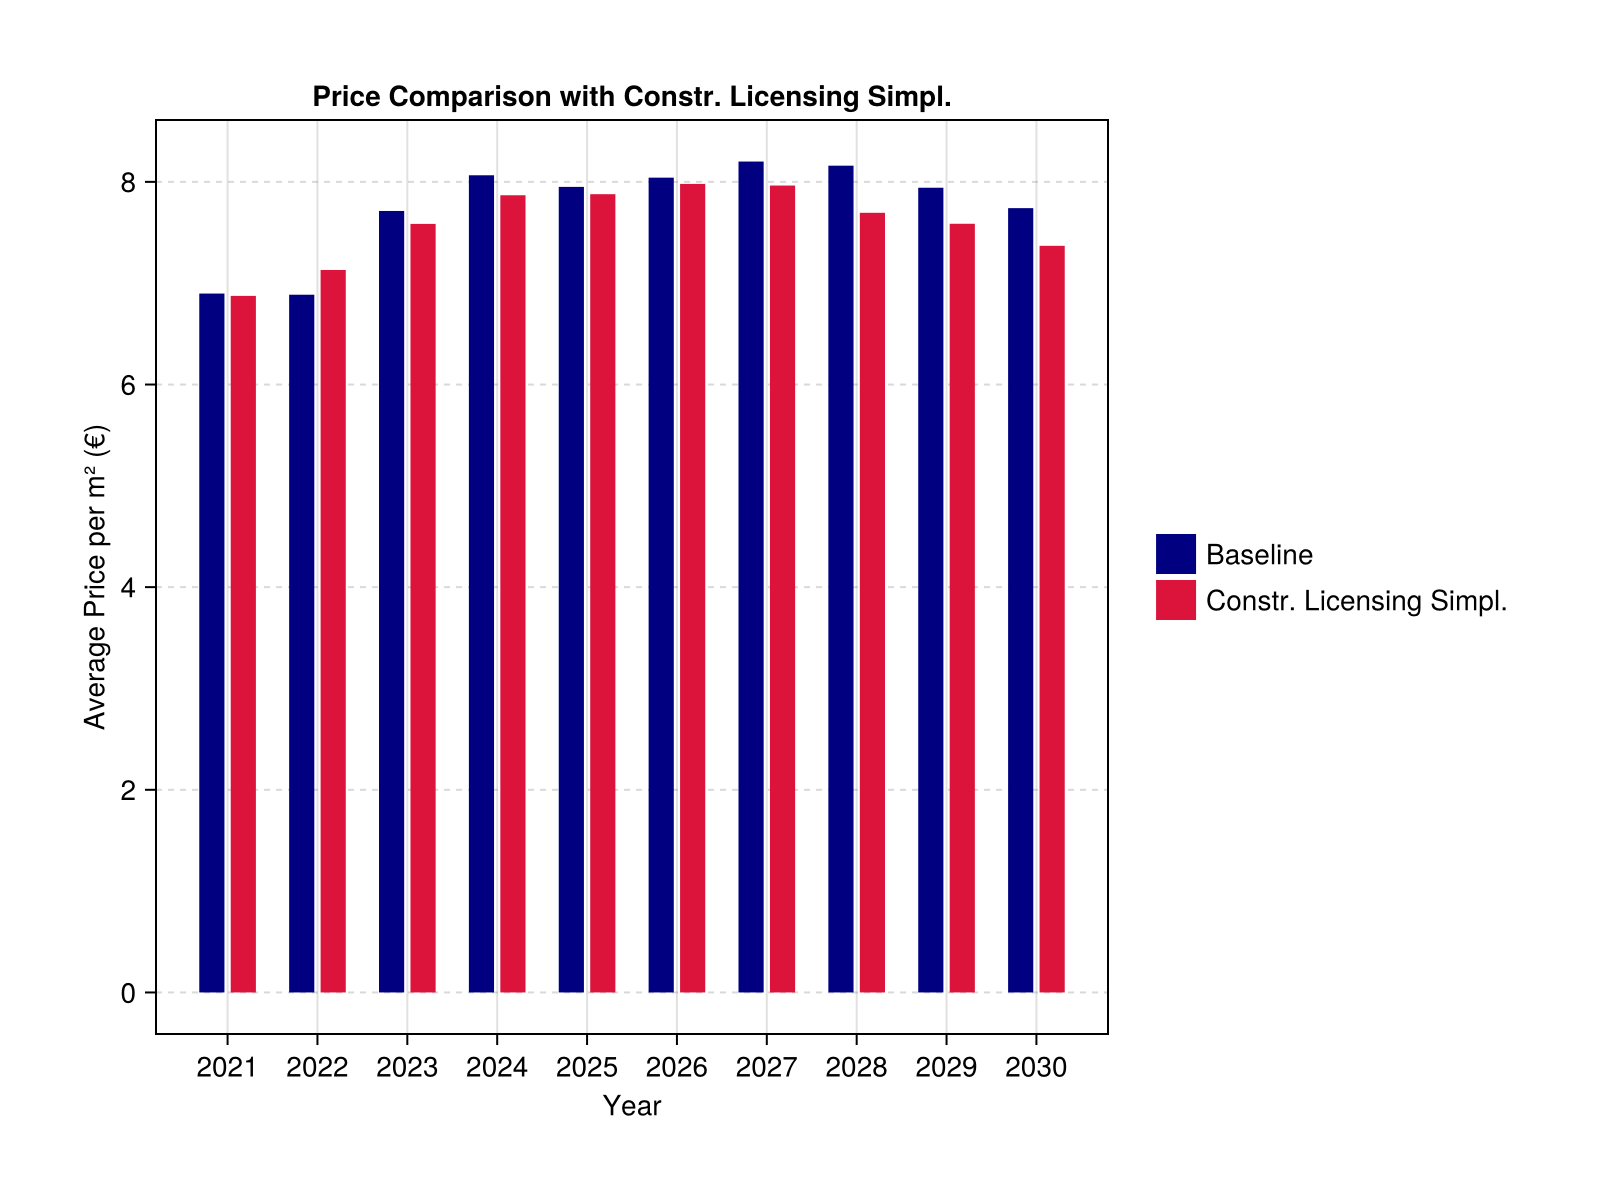 Price Comparison with Constr. Licensing Simpl.
Average Price per m² (€)
8
6
4
2
0
2021 2022 2023 2024 2025 2026 2027 2028 2029 2030
Year
Baseline
Constr. Licensing Simpl.